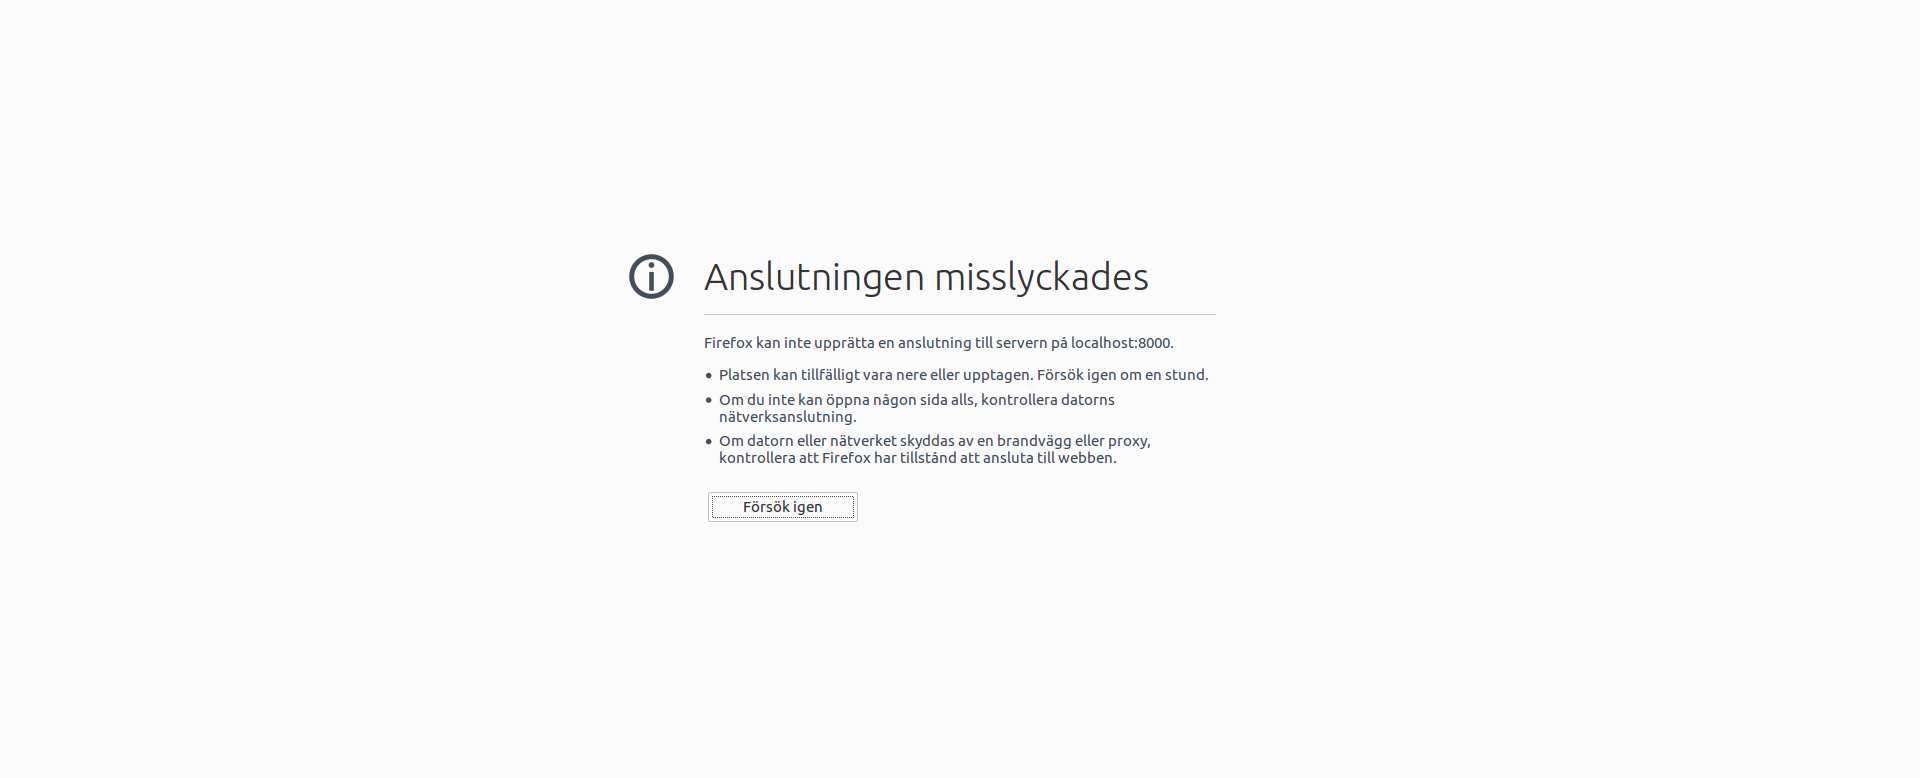 Anslutningen misslyckades
Firefox kan inte upprätta en anslutning till servern på localhost:8000.
Platsen kan tillfälligt vara nere eller upptagen. Försök igen om en stund.
Om du inte kan öppna någon sida alls, kontrollera datorns
nätverksanslutning.
Om datorn eller nätverket skyddas av en brandvägg eller proxy,
kontrollera att Firefox har tillstånd att ansluta till webben.
Försök igen